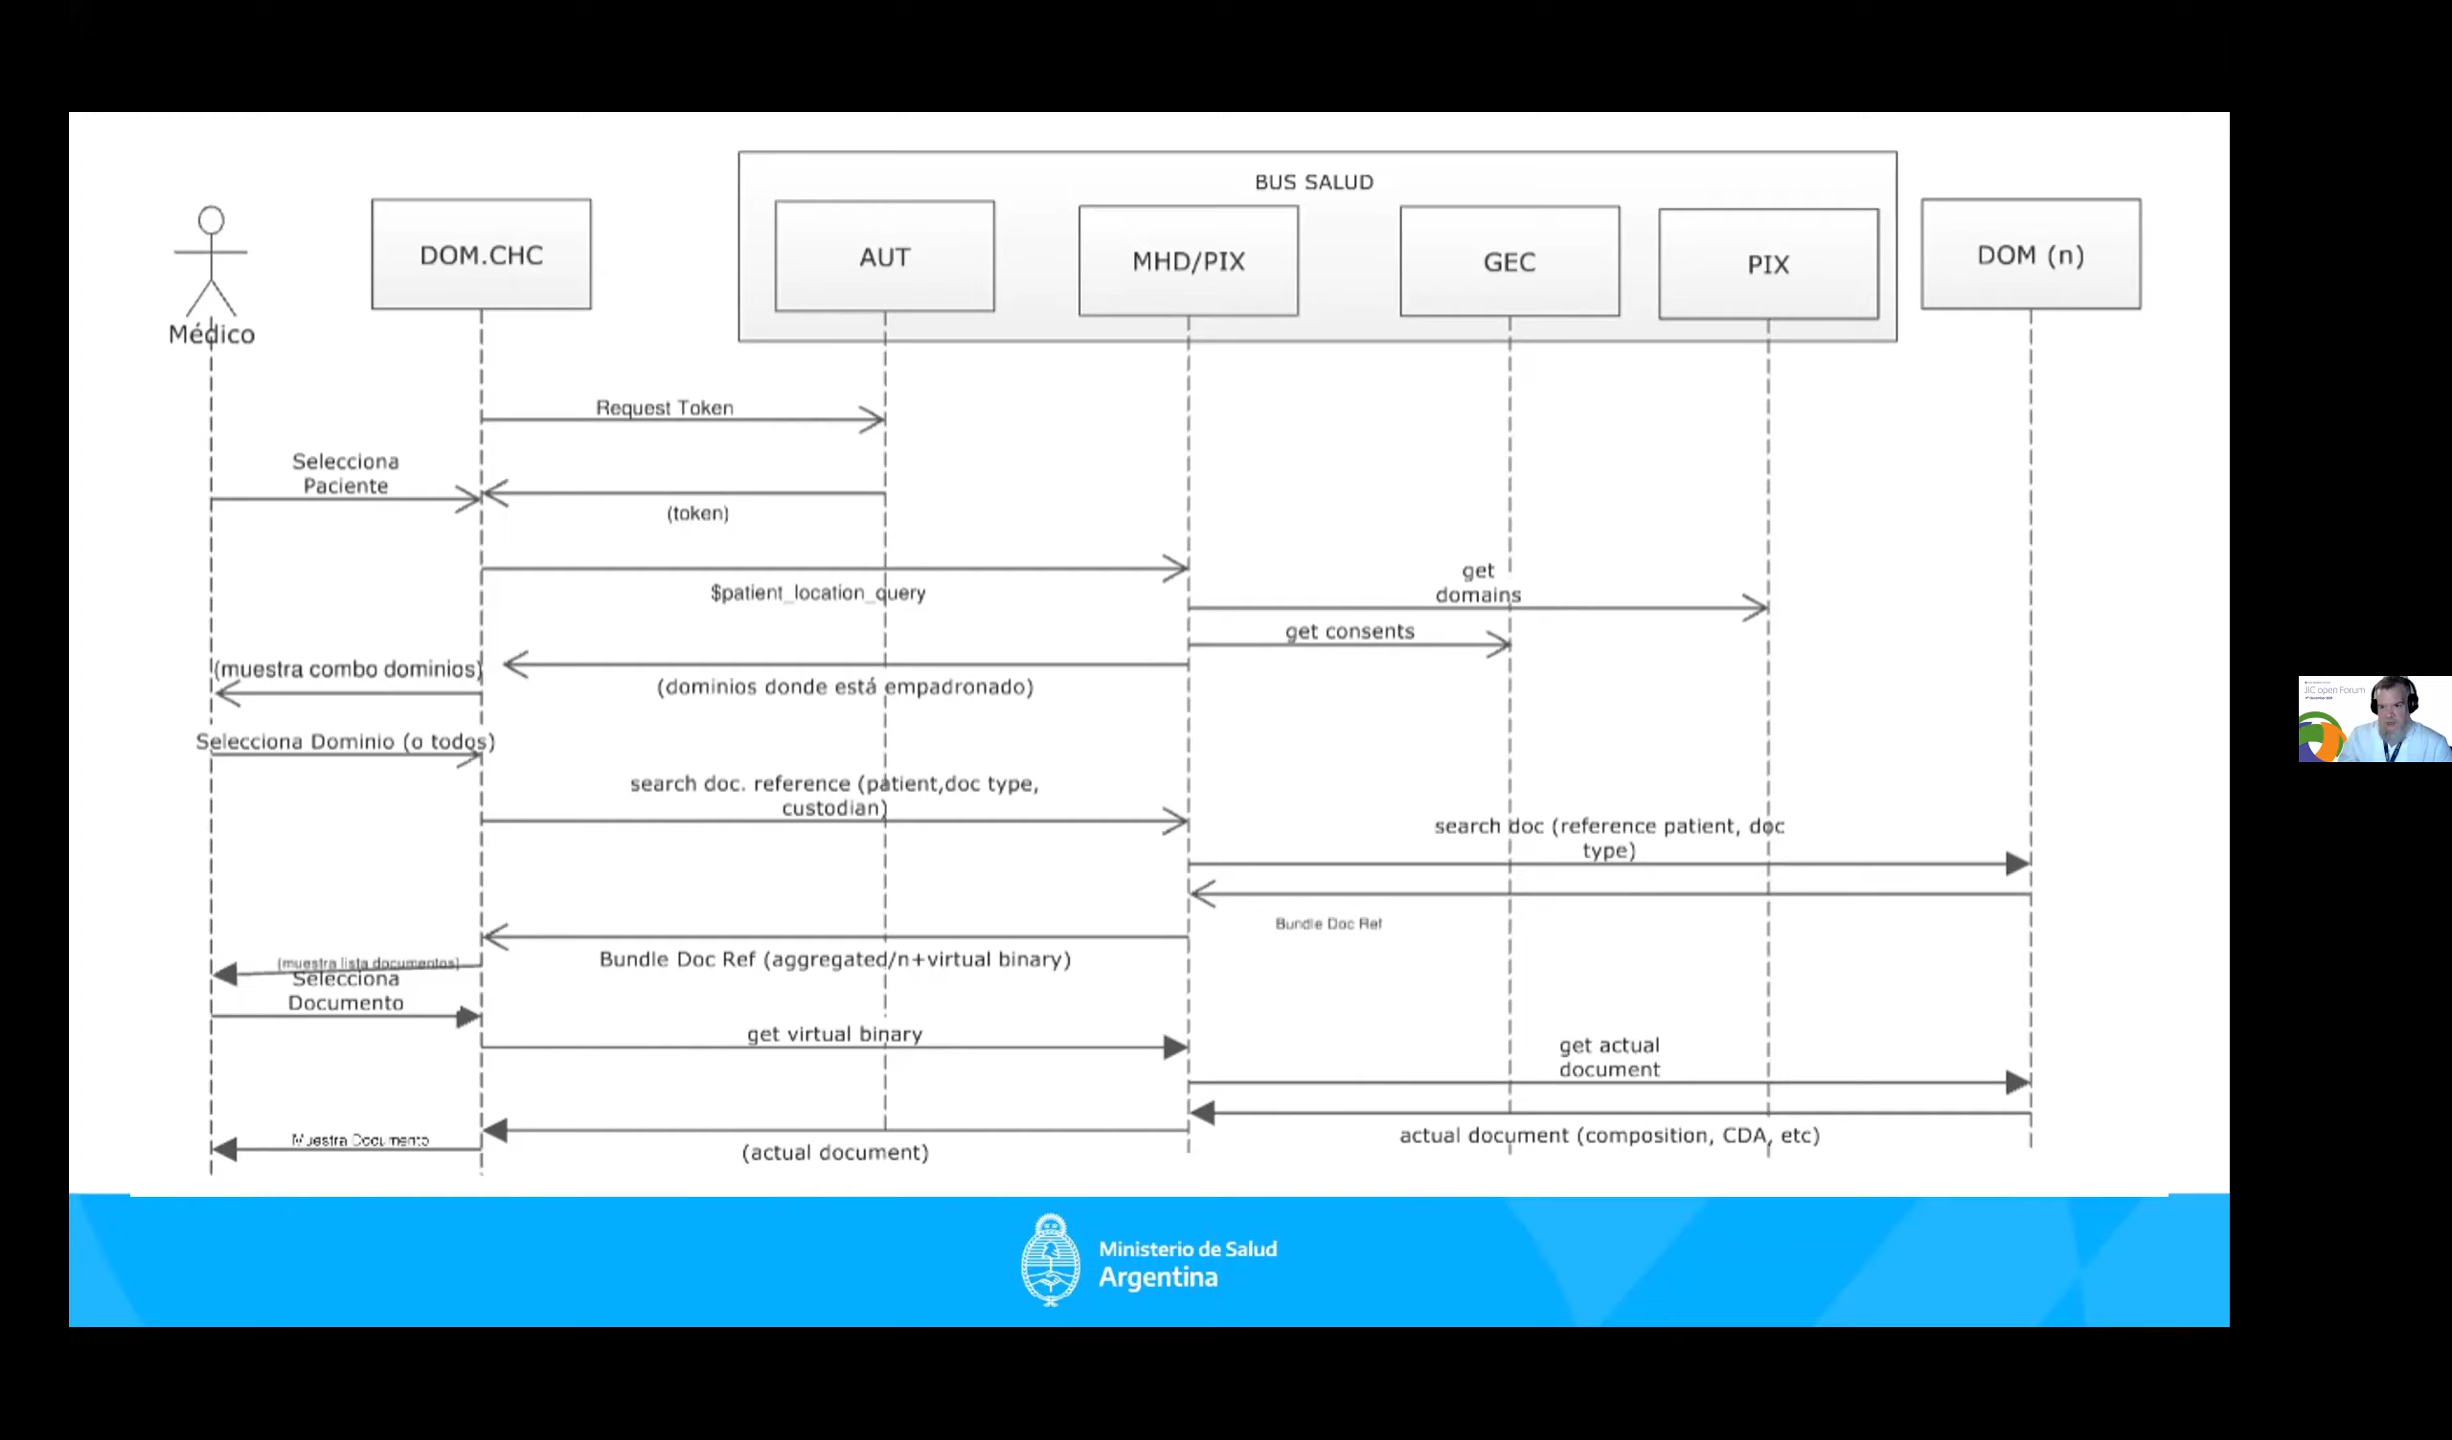 BUS SALUD
DOM.CHC
AUT
MHD/PIX
GEC
PIX
DOM (n)
Médico
Request Token
Selecciona
Paciente
(token)
$patient_location_query
get
domains
get consents
(muestra combo dominios)
(dominios donde está empadronado)
Selecciona Dominio (o todos)
search doc. reference (patient,doc type,
custodian)
search doc (reference patient, doc
type)
Bundle Doc Ref
(muestra lista documentos)
Bundle Doc Ref (aggregated/n+virtual binary)
Selecciona
Documento
get virtual binary
get actual
document
Muestra Documento
(actual document)
actual document (composition, CDA, etc)
Ministerio de Salud
Argentina
JIC open Forum